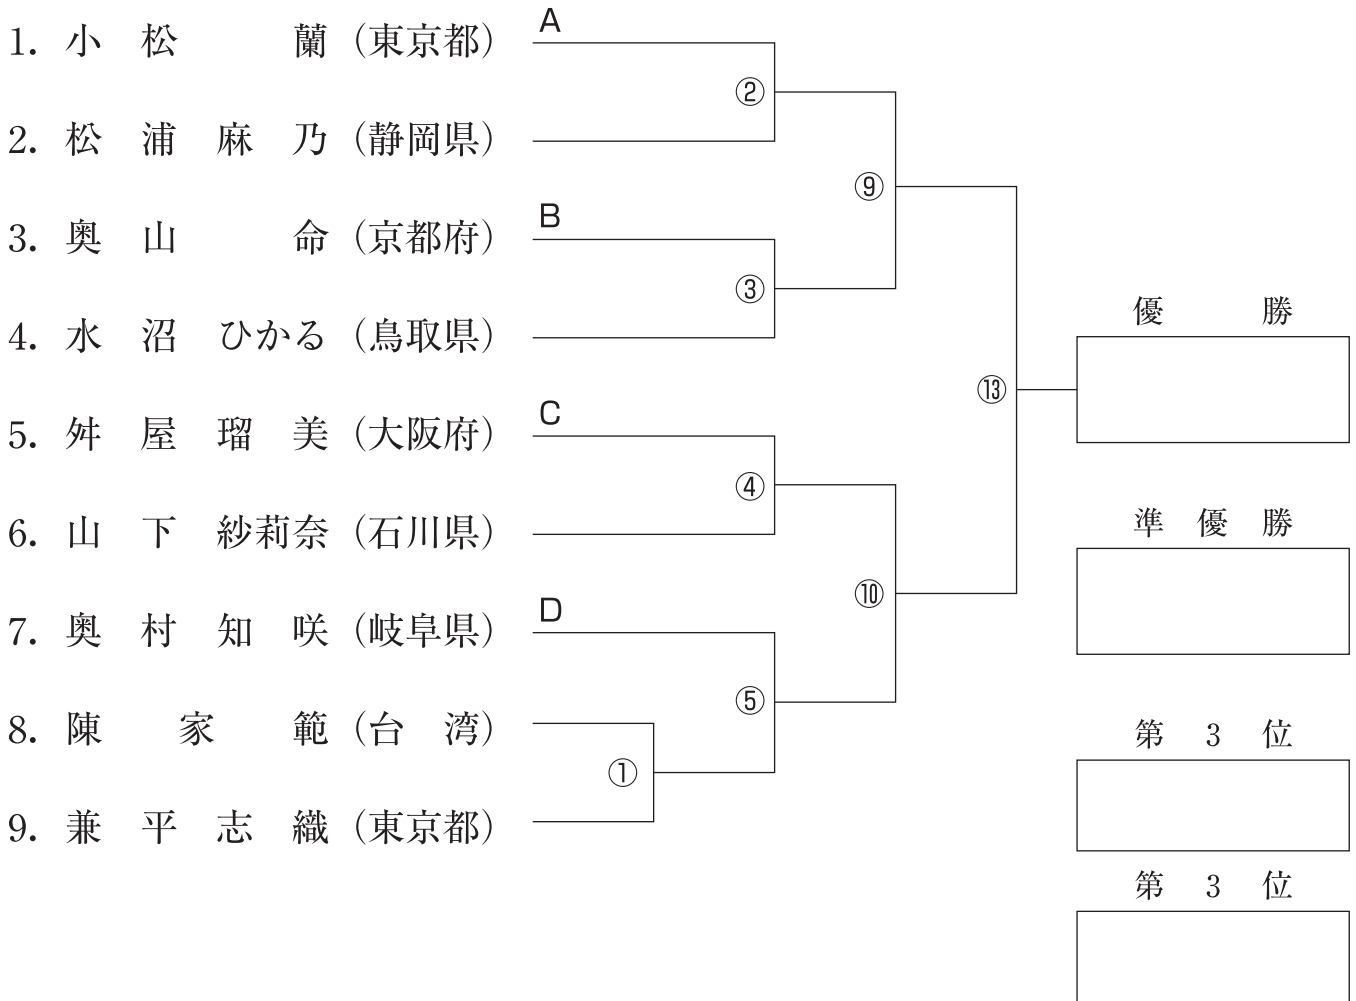 1. 小松 蘭 (東京都)
2. 松浦麻乃 (静岡県)
3. 奥山 命 (京都府)
4. 水沼 ひかる (鳥取県)
5. 舛屋瑠美 (大阪府)
6. 山下 紗莉奈 (石川県)
7. 奥村知咲 (岐阜県)
8. 陳家範 (台湾)
9. 兼平志織 (東京都)
A
B
C
D
①
②
③
④
⑤
⑨
⑩
⑬
優勝
準優勝
第3位
第3位